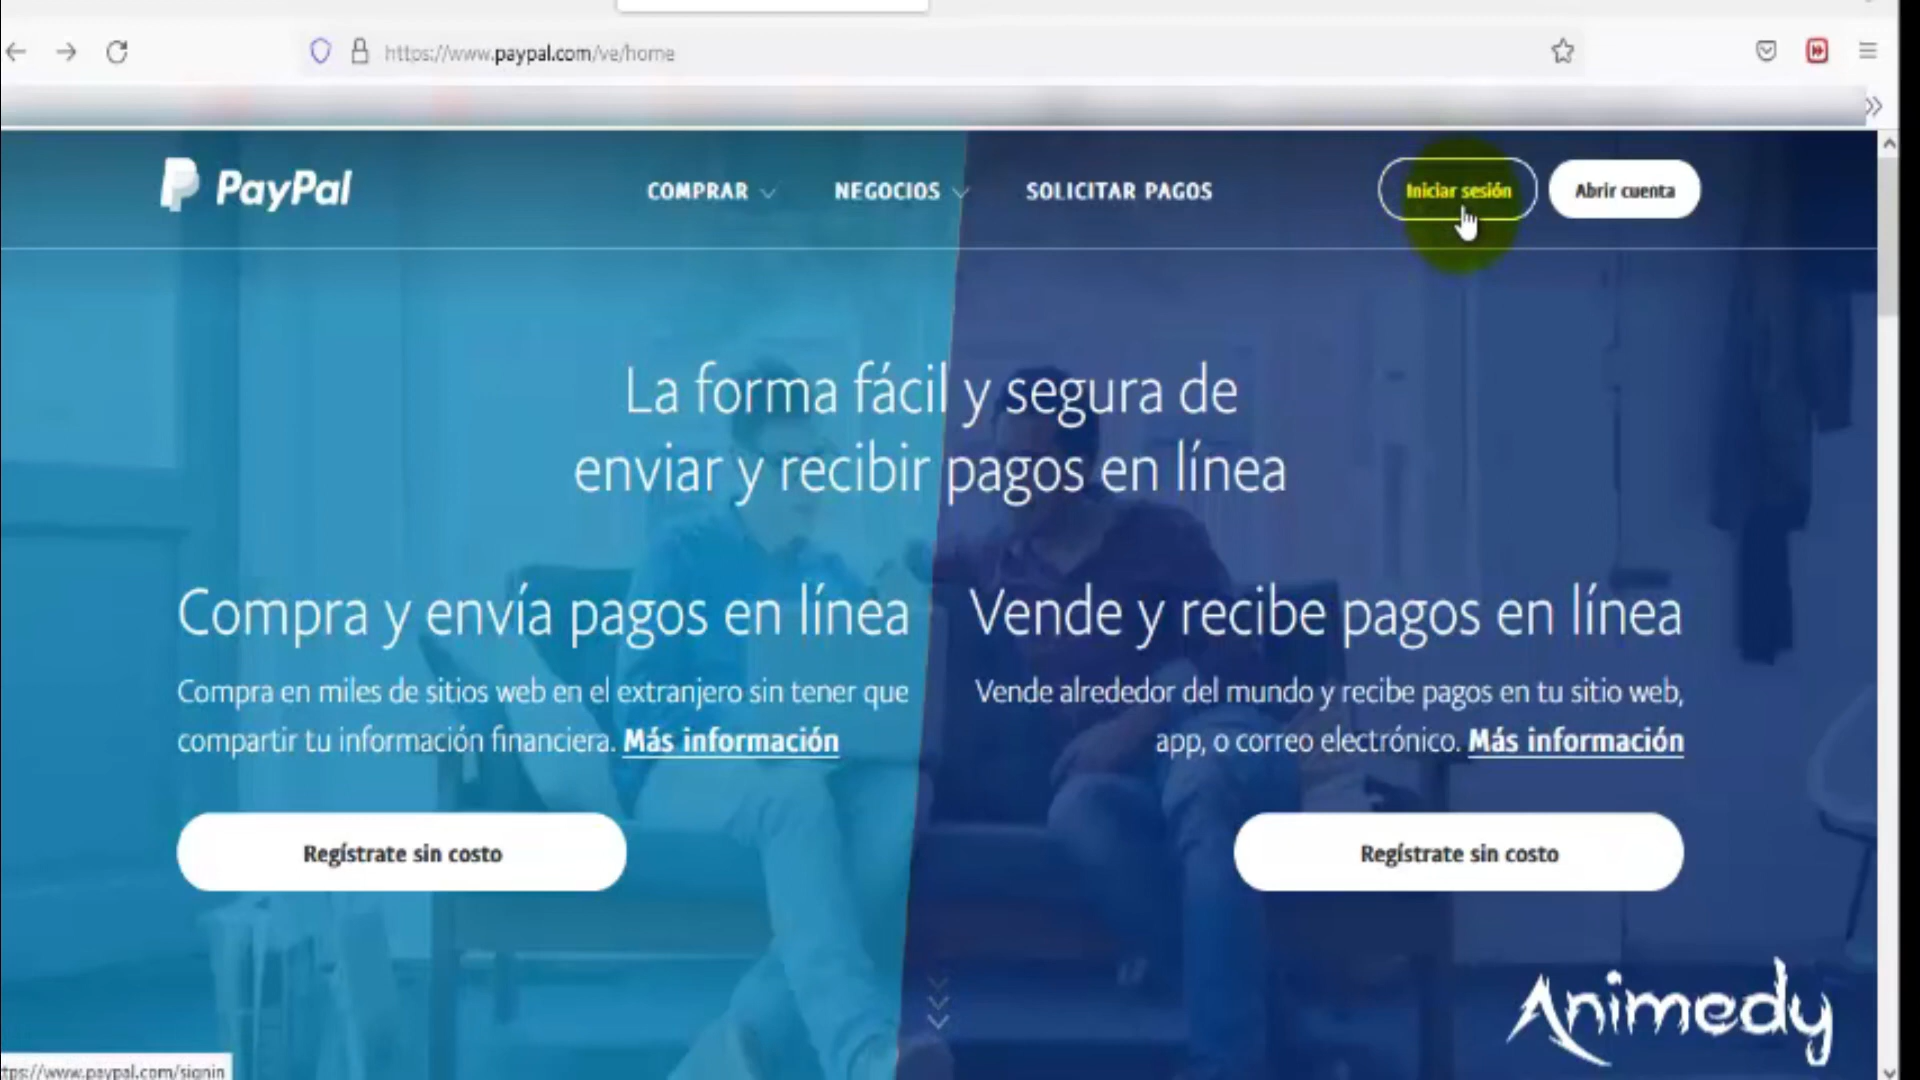 https://www.paypal.com/ve/home
PayPal
COMPRAR
NEGOCIOS
SOLICITAR PAGOS
Iniciar sesión
Abrir cuenta
La forma fácil y segura de
enviar y recibir pagos en línea
Compra y envía pagos en línea
Compra en miles de sitios web en el extranjero sin tener que
compartir tu información financiera. Más información
Regístrate sin costo
Vende y recibe pagos en línea
Vende alrededor del mundo y recibe pagos en tu sitio web,
app, o correo electrónico. Más información
Regístrate sin costo
Animedy
tps://www.paypal.com/signin